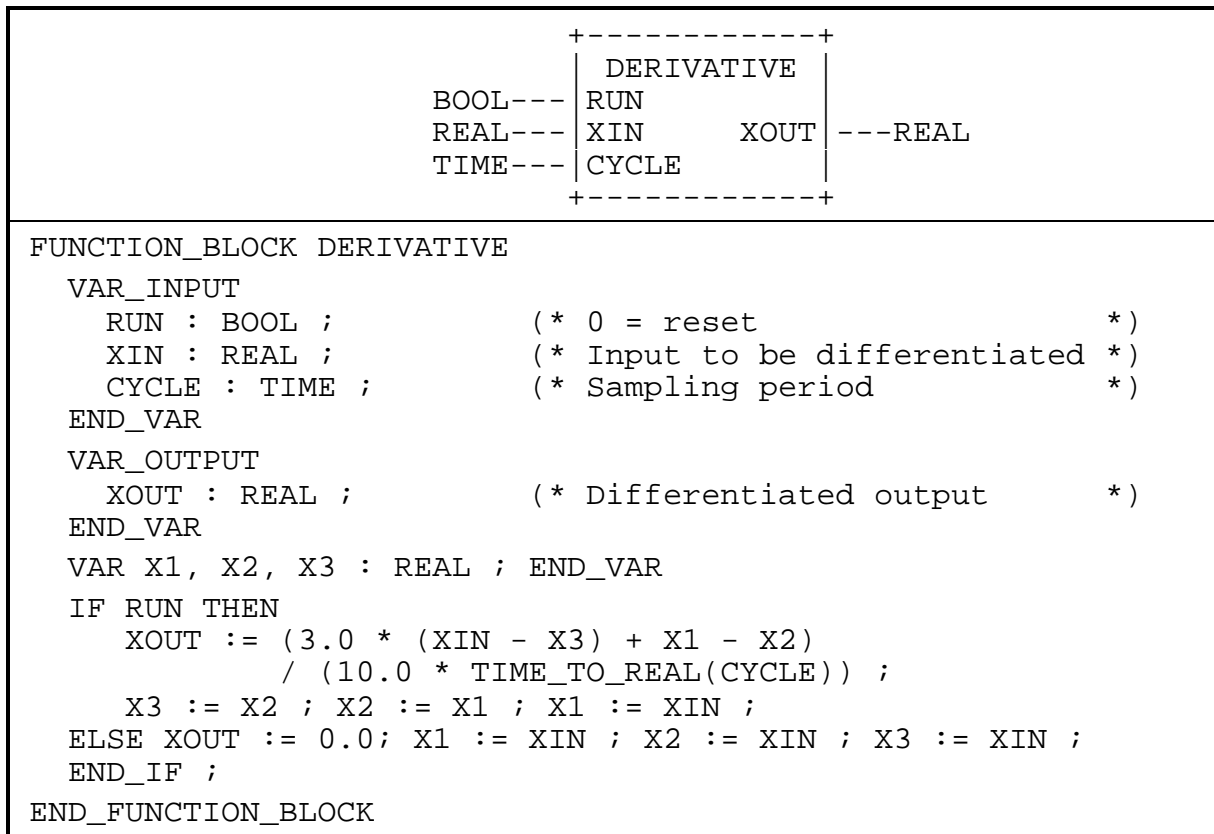 +------------+
| DERIVATIVE |
BOOL---|RUN         |
REAL---|XIN     XOUT|---REAL
TIME---|CYCLE       |
+------------+
FUNCTION_BLOCK DERIVATIVE
VAR_INPUT
RUN : BOOL ;            (* 0 = reset                  *)
XIN : REAL ;            (* Input to be differentiated *)
CYCLE : TIME ;          (* Sampling period            *)
END_VAR
VAR_OUTPUT
XOUT : REAL ;           (* Differentiated output      *)
END_VAR
VAR X1, X2, X3 : REAL ; END_VAR
IF RUN THEN
XOUT := (3.0 * (XIN - X3) + X1 - X2)
/ (10.0 * TIME_TO_REAL(CYCLE)) ;
X3 := X2 ; X2 := X1 ; X1 := XIN ;
ELSE XOUT := 0.0; X1 := XIN ; X2 := XIN ; X3 := XIN ;
END_IF ;
END_FUNCTION_BLOCK